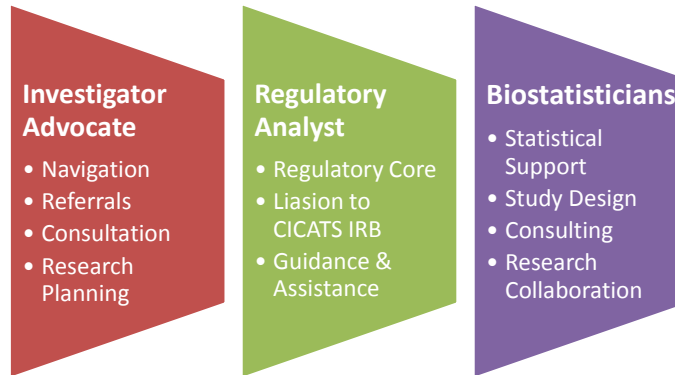 Investigator
Advocate
• Navigation
• Referrals
• Consultation
• Research
Planning
Regulatory
Analyst
• Regulatory Core
• Liasion to
CICATS IRB
• Guidance &
Assistance
Biostatisticians
• Statistical
Support
• Study Design
• Consulting
• Research
Collaboration